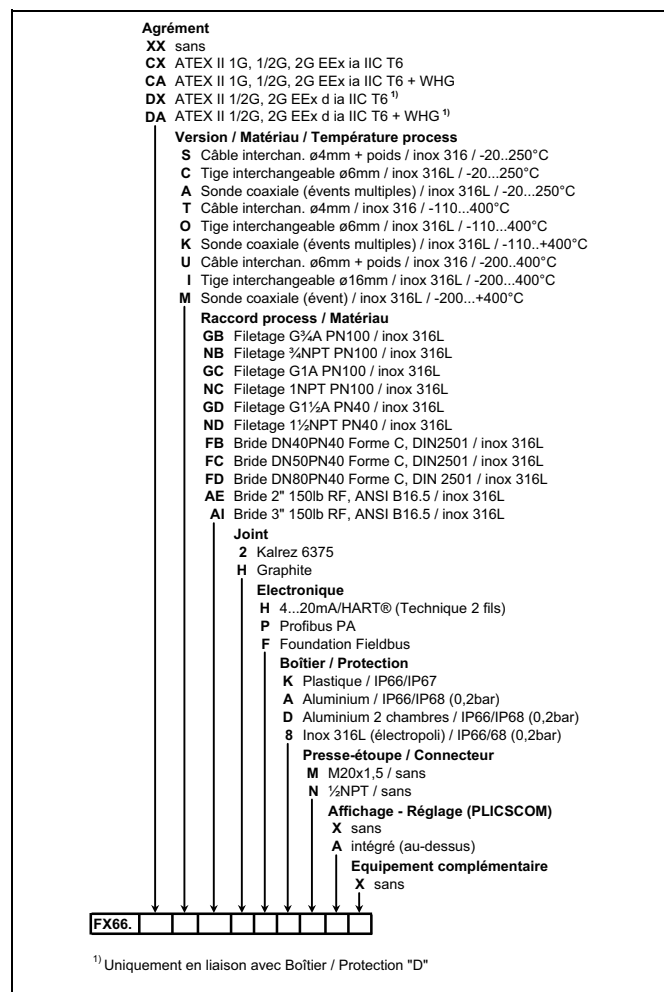 Agrément
XX sans
CX ATEX II 1G, 1/2G, 2G EEx ia IIC T6
CA ATEX II 1G, 1/2G, 2G EEx ia IIC T6 + WHG
DX ATEX II 1/2G, 2G EEx d ia IIC T6 1)
DA ATEX II 1/2G, 2G EEx d ia IIC T6 + WHG 1)
Version / Matériau / Température process
S Câble interchan. ø4mm + poids / inox 316 / -20..250°C
C Tige interchangeable ø6mm / inox 316L / -20...250°C
A Sonde coaxiale (évents multiples) / inox 316L / -20...250°C
T Câble interchan. ø4mm / inox 316 / -110...400°C
O Tige interchangeable ø6mm / inox 316L / -110...400°C
K Sonde coaxiale (évents multiples) / inox 316L / -110..+400°C
U Câble interchan. ø6mm + poids / inox 316 / -200..400°C
I Tige interchangeable ø16mm / inox 316L / -200...400°C
M Sonde coaxiale (évent) / inox 316L / -200...+400°C
Raccord process / Matériau
GB Filetage G¾A PN100 / inox 316L
NB Filetage ¾NPT PN100 / inox 316L
GC Filetage G1A PN100 / inox 316L
NC Filetage 1NPT PN100 / inox 316L
GD Filetage G1½A PN40 / inox 316L
ND Filetage 1½NPT PN40 / inox 316L
FB Bride DN40PN40 Forme C, DIN2501 / inox 316L
FC Bride DN50PN40 Forme C, DIN2501 / inox 316L
FD Bride DN80PN40 Forme C, DIN 2501 / inox 316L
AE Bride 2" 150lb RF, ANSI B16.5 / inox 316L
AI Bride 3" 150lb RF, ANSI B16.5 / inox 316L
Joint
2 Kalrez 6375
H Graphite
Electronique
H 4...20mA/HART® (Technique 2 fils)
P Profibus PA
F Foundation Fieldbus
Boîtier / Protection
K Plastique / IP66/IP67
A Aluminium / IP66/IP68 (0,2bar)
D Aluminium 2 chambres / IP66/IP68 (0,2bar)
8 Inox 316L (électropoli) / IP66/68 (0,2bar)
Presse-étoupe / Connecteur
M M20x1,5 / sans
N ½NPT / sans
Affichage - Réglage (PLICSCOM)
X sans
A intégré (au-dessus)
Equipement complémentaire
X sans
FX66.
1) Uniquement en liaison avec Boîtier / Protection "D"